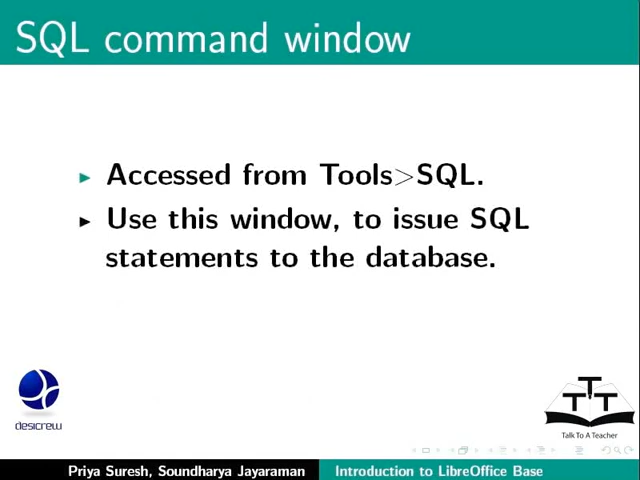 SQL command window
Accessed from Tools>SQL.
Use this window, to issue SQL
statements to the database.
desicrew
T T T
Talk To A Teacher
Priya Suresh, Soundharya Jayaraman Introduction to LibreOffice Base